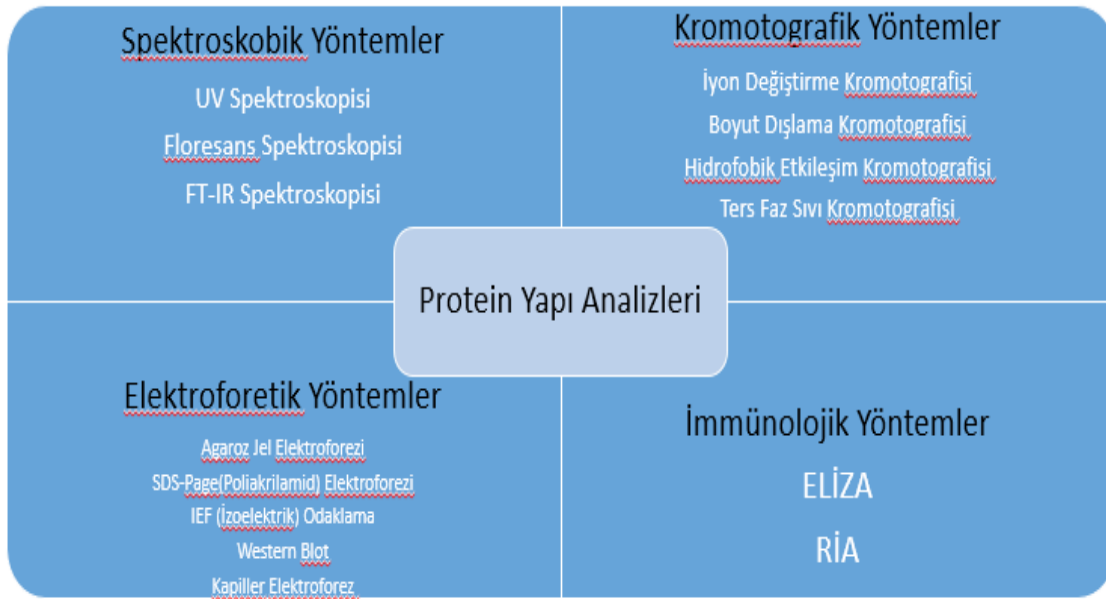 Spektroskobik Yöntemler
UV Spektroskopisi
Floresans Spektroskopisi
FT-IR Spektroskopisi
Kromotografik Yöntemler
İyon Değiştirme Kromotografisi
Boyut Dışlama Kromotografisi
Hidrofobik Etkileşim Kromotografisi
Ters Faz Sıvı Kromotografisi
Protein Yapı Analizleri
Elektroforetik Yöntemler
Agaroz Jel Elektroforezi
SDS-Page(Poliakrilamid) Elektroforezi
IEF (İzoelektrik) Odaklama
Western Blot
Kapiller Elektroforez
İmmünolojik Yöntemler
ELİZA
RİA